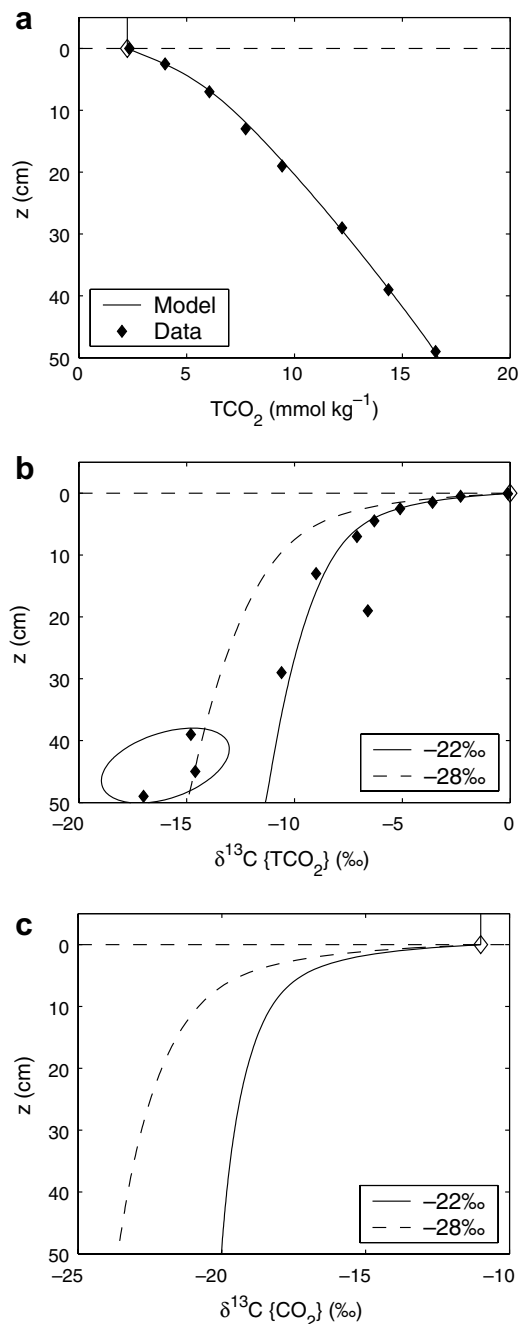 a
0
10
20
30
40
50
z (cm)
Model
Data
0 5 10 15 20
TCO₂ (mmol kg⁻¹)
b
0
10
20
30
40
50
z (cm)
−22‰
−28‰
−20 −15 −10 −5 0
δ¹³C {TCO₂} (‰)
c
0
10
20
30
40
50
z (cm)
−22‰
−28‰
−25 −20 −15 −10
δ¹³C {CO₂} (‰)